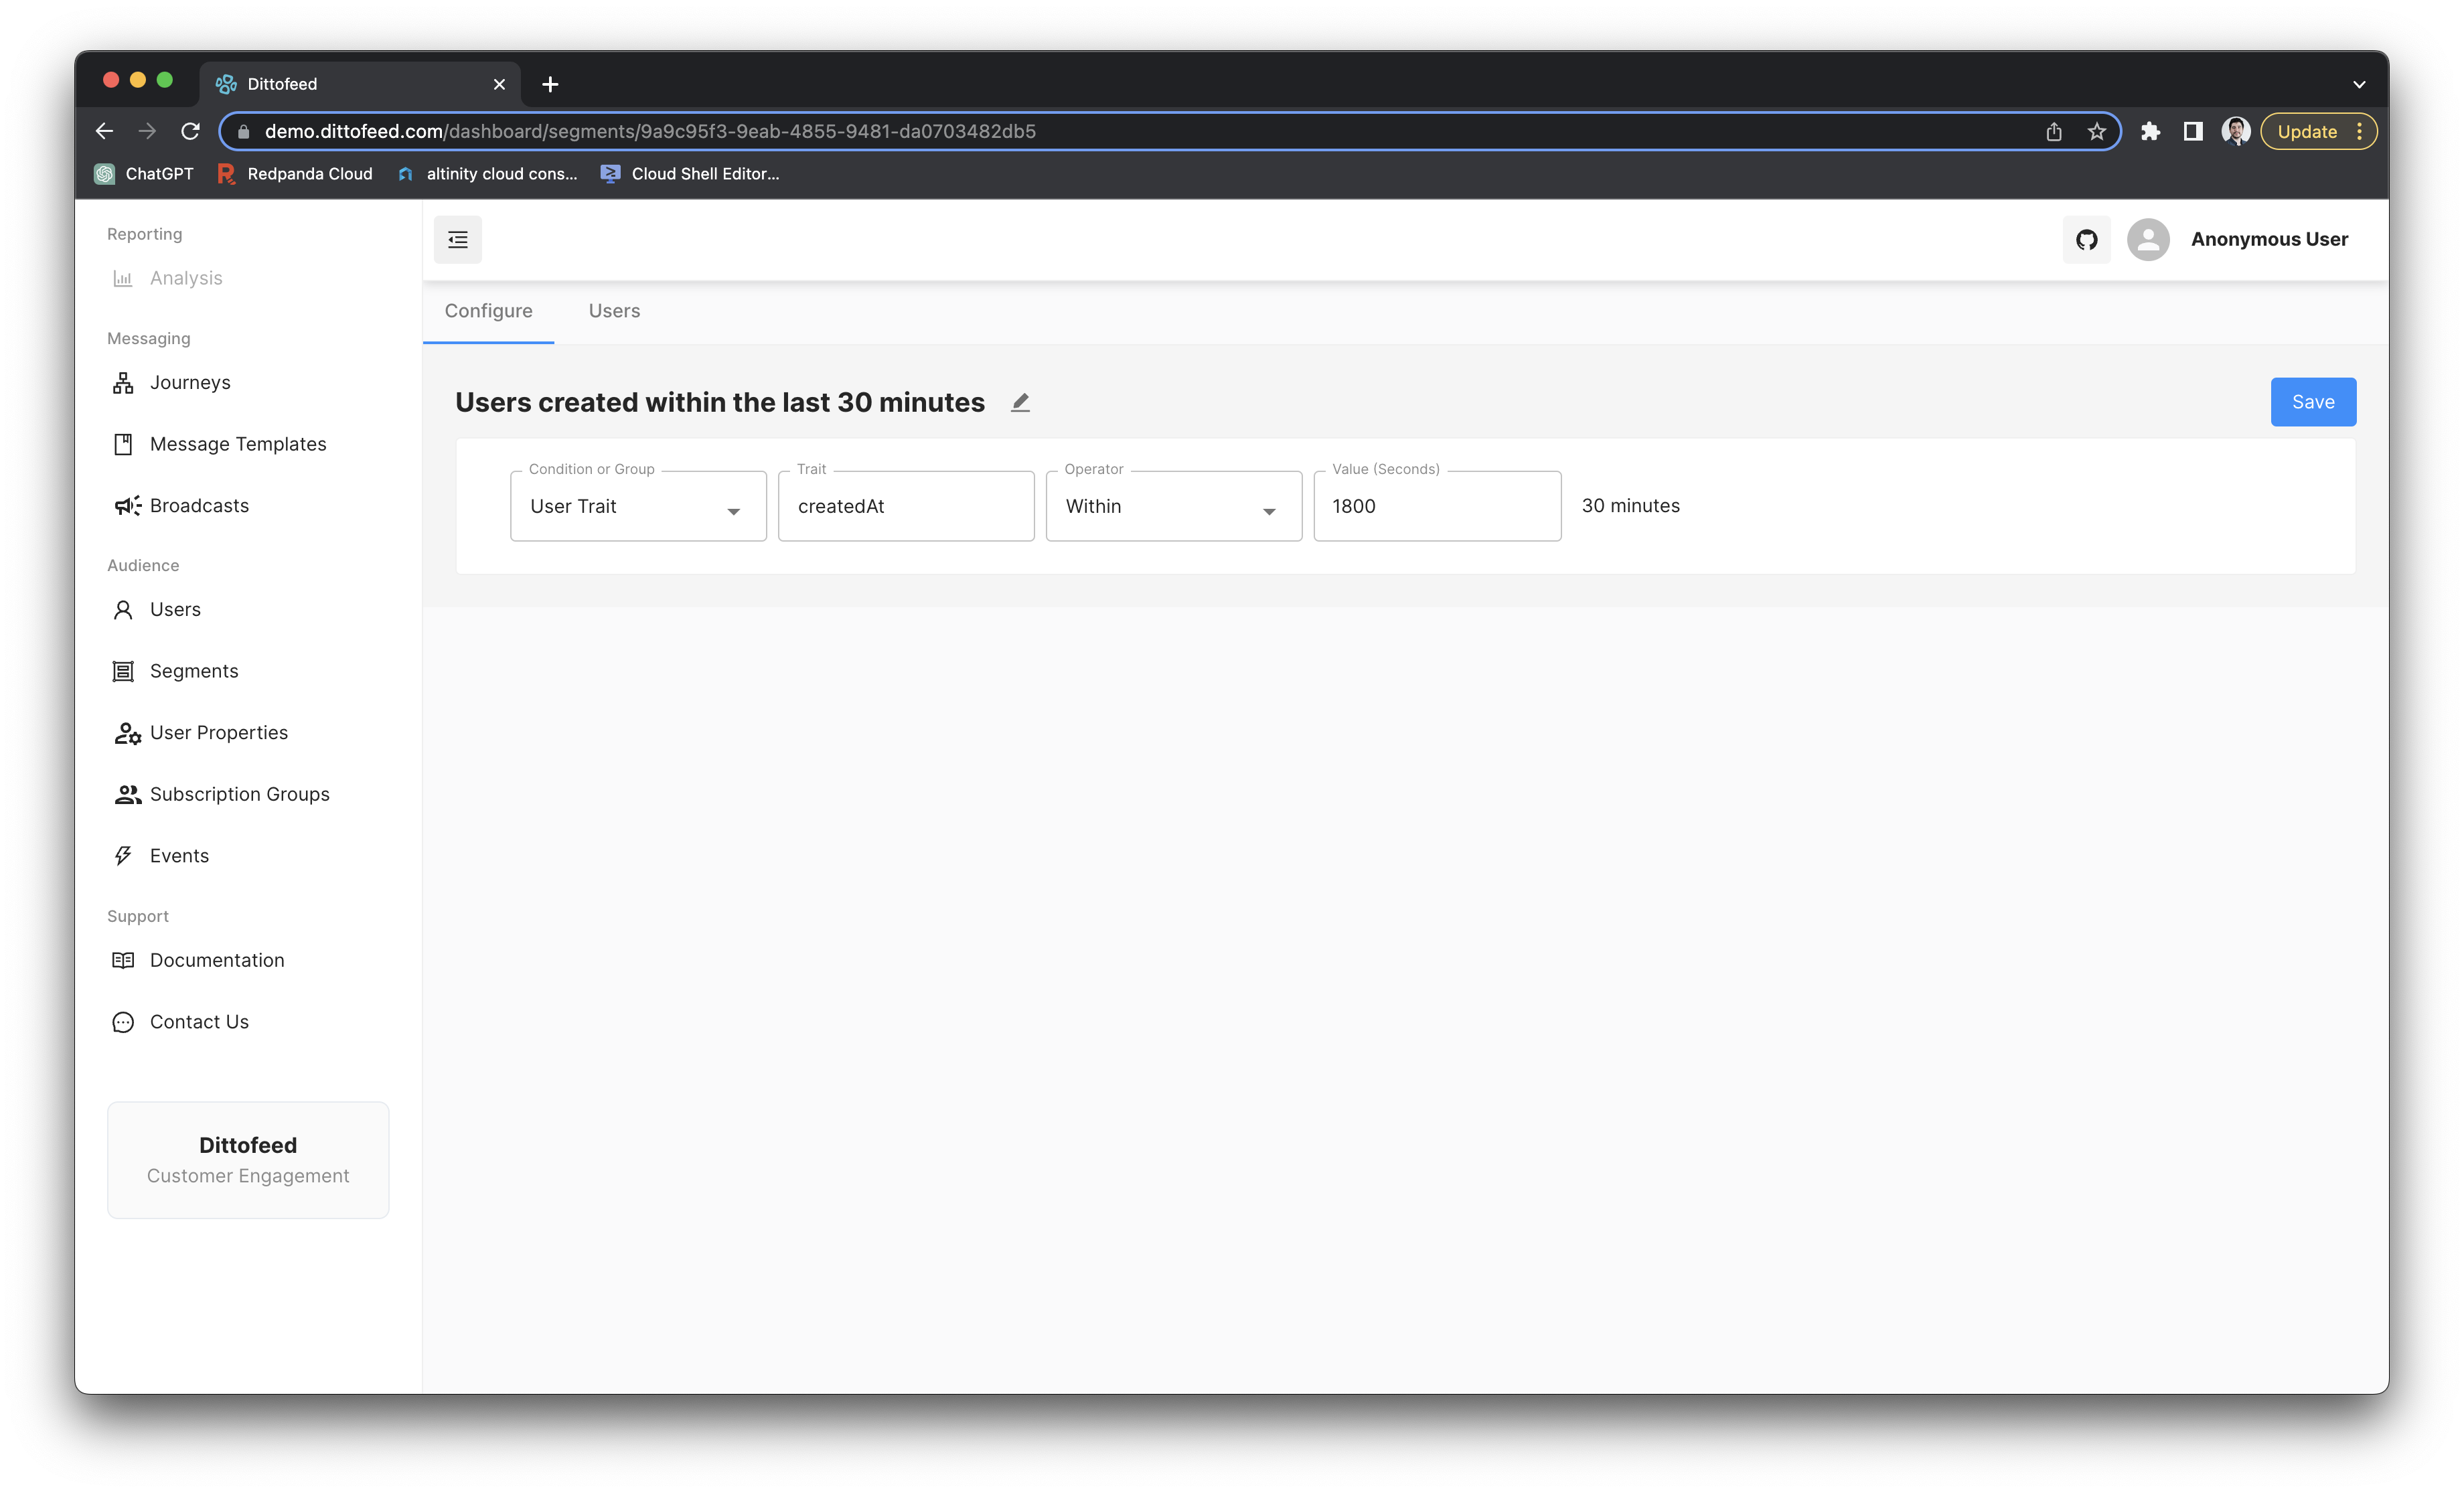 Dittofeed
demo.dittofeed.com/dashboard/segments/9a9c95f3-9eab-4855-9481-da0703482db5
Update
ChatGPT
Redpanda Cloud
altinity cloud cons...
Cloud Shell Editor...
Reporting
Analysis
Messaging
Journeys
Message Templates
Broadcasts
Audience
Users
Segments
User Properties
Subscription Groups
Events
Support
Documentation
Contact Us
Dittofeed
Customer Engagement
Anonymous User
Configure
Users
Users created within the last 30 minutes
Save
Condition or Group
User Trait
Trait
createdAt
Operator
Within
Value (Seconds)
1800
30 minutes